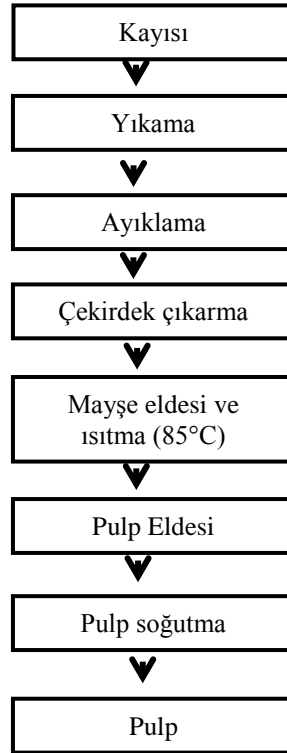 Kayısı
Yıkama
Ayıklama
Çekirdek çıkarma
Mayşe eldesi ve
ısıtma (85°C)
Pulp Eldesi
Pulp soğutma
Pulp